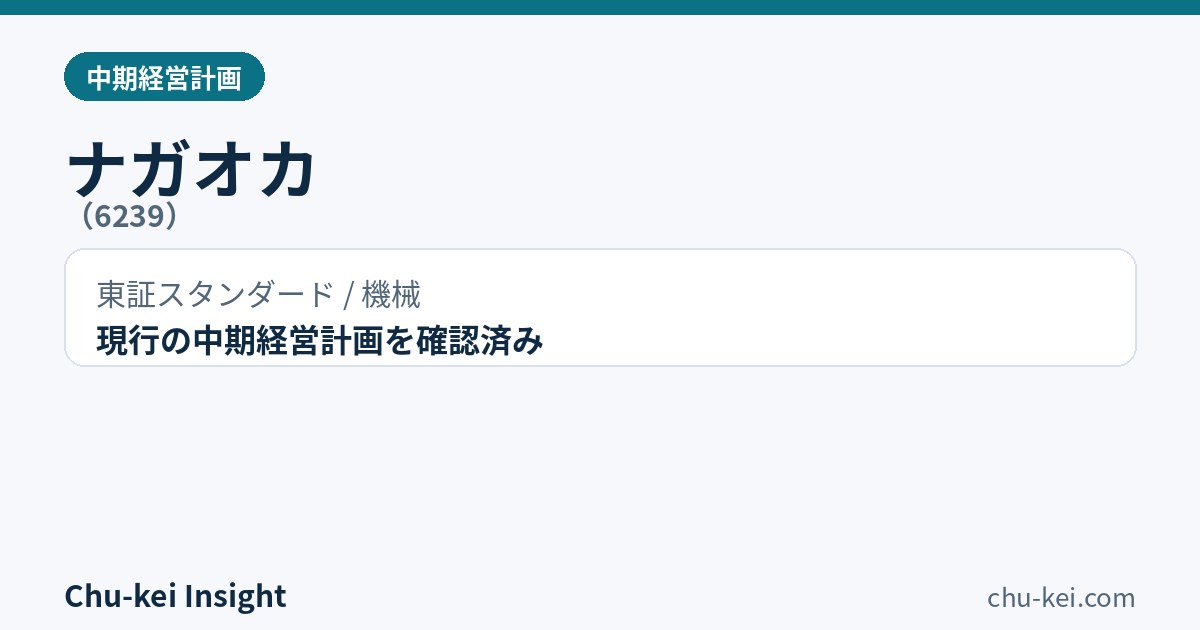 中期経営計画
ナガオカ
（6239）
東証スタンダード / 機械
現行の中期経営計画を確認済み
Chu-kei Insight
chu-kei.com